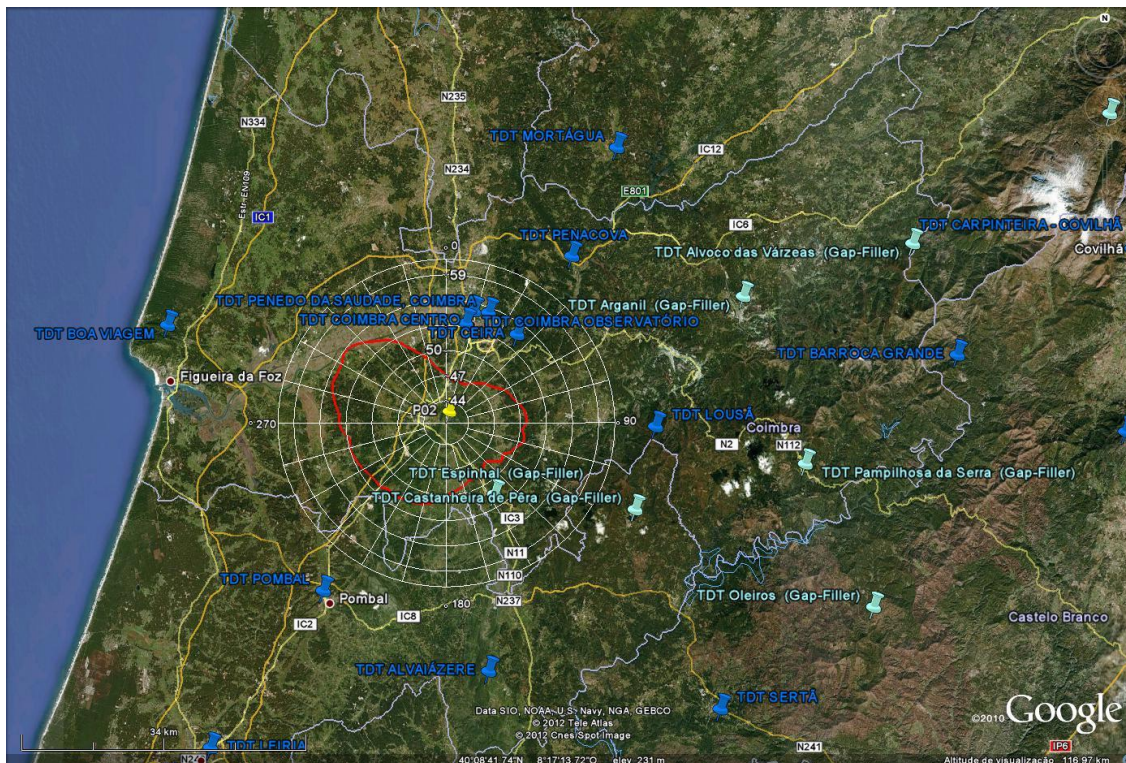 N
N235
N334
N234
TDT MORTÁGUA
IC12
Estr. EN109
E801
IC1
IC6
TDT CARPINTEIRA - COVILHÃ
TDT PENACOVA
0
TDT Alvoco das Várzeas (Gap-Filler)
Covilhã
59
TDT PENEDO DA SAUDADE, COIMBRA
TDT Arganil (Gap-Filler)
TDT COIMBRA CENTRO
TDT COIMBRA OBSERVATÓRIO
TDT BOA VIAGEM
TDT CEIRA
50
TDT BARROCA GRANDE
Figueira da Foz
47
44
P02
TDT LOUSÃ
270
90
Coimbra
N2
N112
TDT Espinhal (Gap-Filler)
TDT Pampilhosa da Serra (Gap-Filler)
TDT Castanheira de Pêra (Gap-Filler)
IC3
N11
N110
TDT POMBAL
Pombal
180
N237
TDT Oleiros (Gap-Filler)
IC2
IC8
Castelo Branco
TDT ALVAIÁZERE
TDT SERTÃ
Data SIO, NOAA, U.S. Navy, NGA, GEBCO
© 2012 Tele Atlas
© 2012 Cnes/Spot Image
©2010 Google
34 km
TDT LEIRIA
N241
IP6
40°08'41.74"N 8°17'13.72"O elev. 231 m
Altitude de visualização 116.97 km